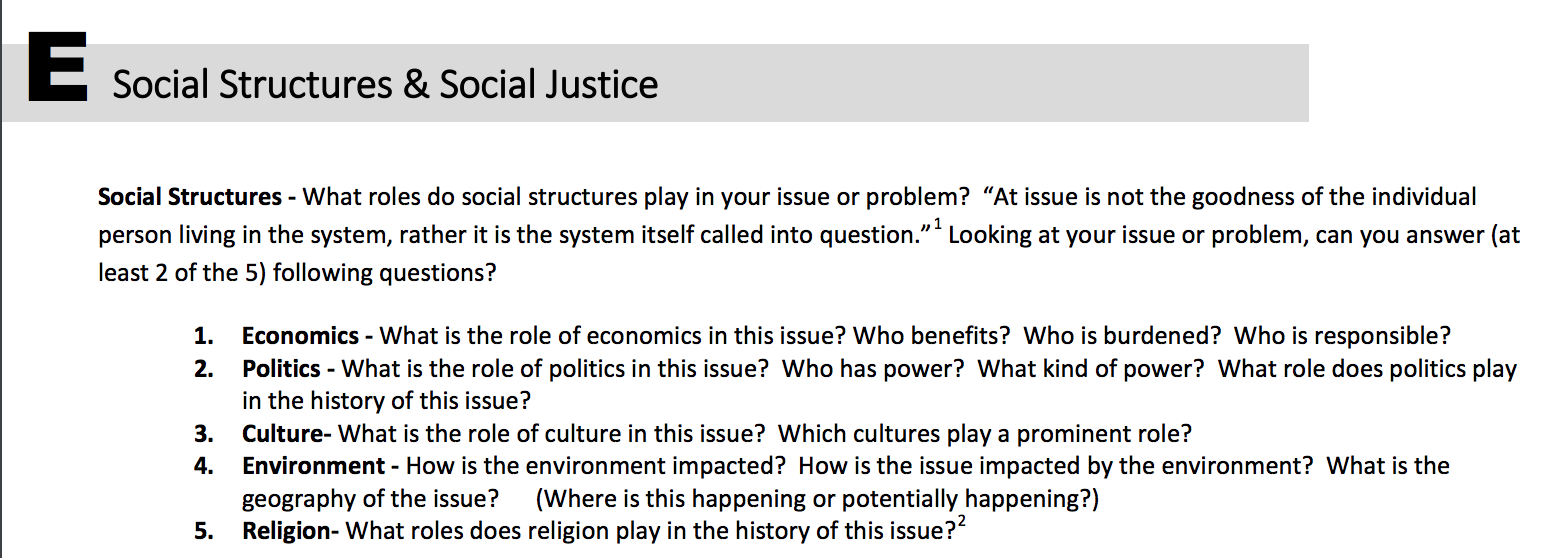 E Social Structures & Social Justice
Social Structures - What roles do social structures play in your issue or problem?  “At issue is not the goodness of the individual
person living in the system, rather it is the system itself called into question.”1 Looking at your issue or problem, can you answer (at
least 2 of the 5) following questions?
1. Economics - What is the role of economics in this issue? Who benefits?  Who is burdened?  Who is responsible?
2. Politics - What is the role of politics in this issue?  Who has power?  What kind of power?  What role does politics play
in the history of this issue?
3. Culture- What is the role of culture in this issue?  Which cultures play a prominent role?
4. Environment - How is the environment impacted?  How is the issue impacted by the environment?  What is the
geography of the issue?    (Where is this happening or potentially happening?)
5. Religion- What roles does religion play in the history of this issue?2